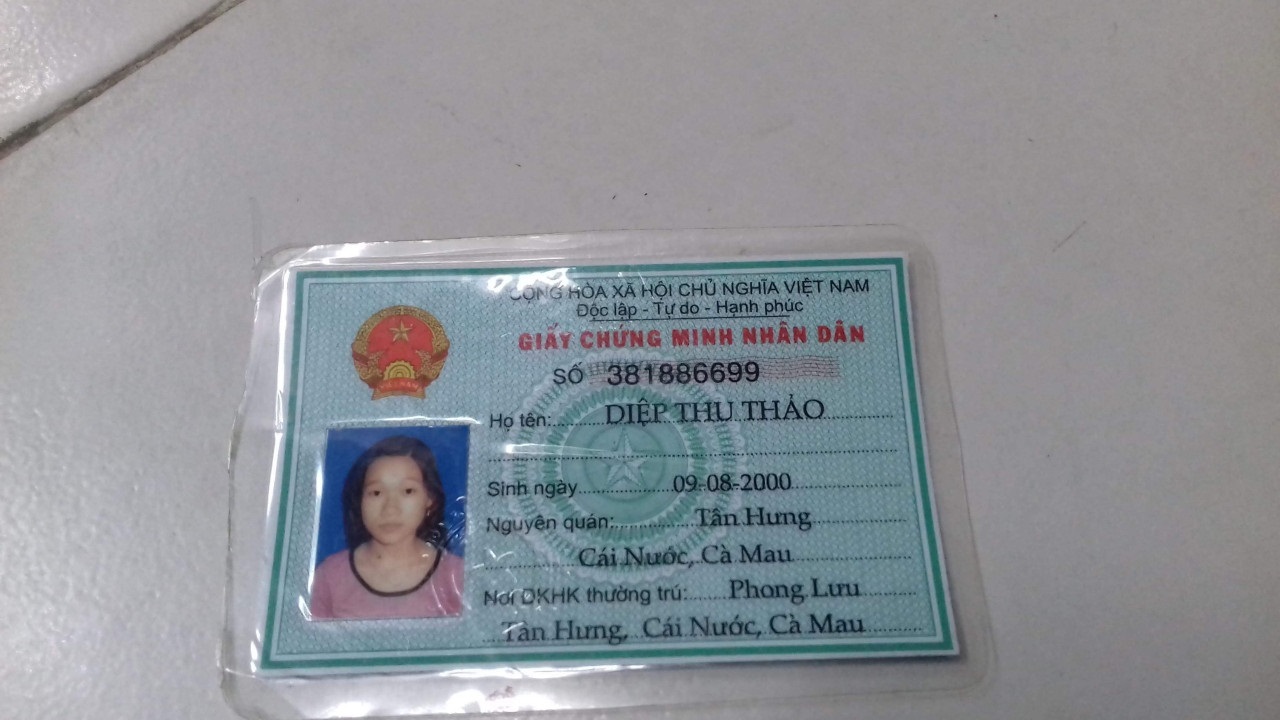 CỘNG HÒA XÃ HỘI CHỦ NGHĨA VIỆT NAM
Độc lập - Tự do - Hạnh phúc
GIẤY CHỨNG MINH NHÂN DÂN
SỐ 381886699
Họ tên: DIỆP THU THẢO
Sinh ngày 09-08-2000
Nguyên quán: Tân Hưng
Cái Nước, Cà Mau
Nơi ĐKHK thường trú: Phong Lưu
Tân Hưng, Cái Nước, Cà Mau
VIỆT NAM